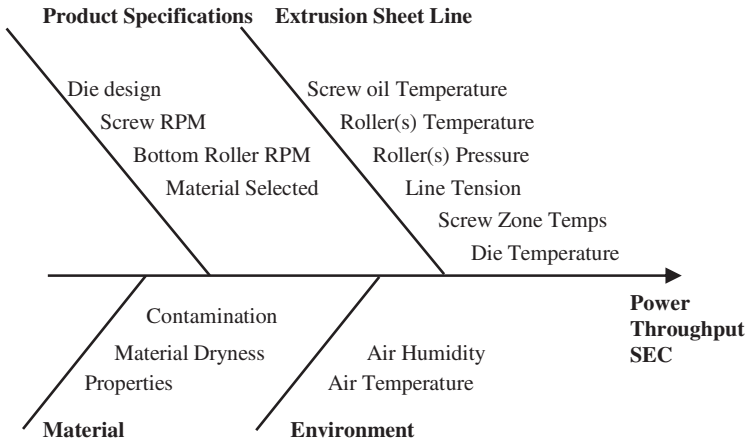 Product Specifications
Extrusion Sheet Line
Die design
Screw RPM
Bottom Roller RPM
Material Selected
Screw oil Temperature
Roller(s) Temperature
Roller(s) Pressure
Line Tension
Screw Zone Temps
Die Temperature
Power
Throughput
SEC
Contamination
Material Dryness
Properties
Material
Air Humidity
Air Temperature
Environment